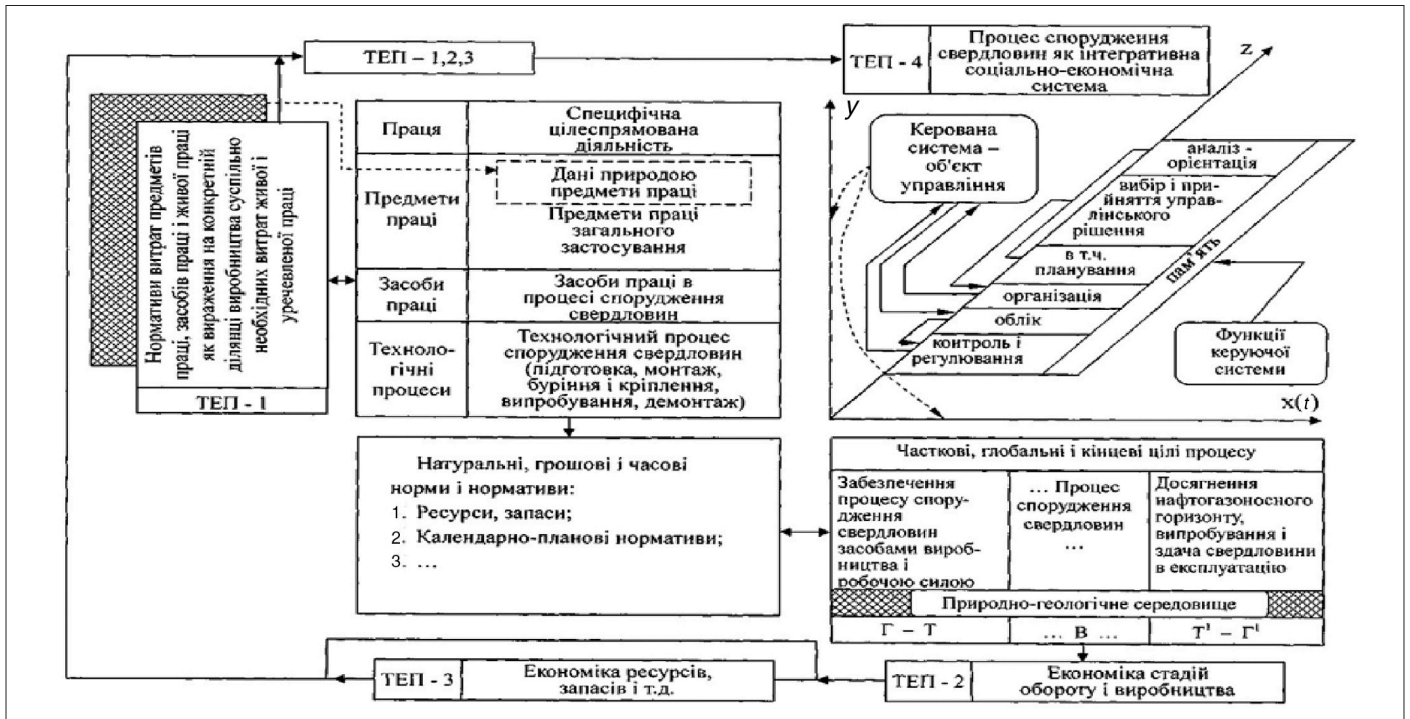 ТЕП – 1,2,3
ТЕП - 4
Процес спорудження
свердловин як інтегративна
соціально-економічна
система
Нормативи витрат предметів
праці, засобів праці і живої праці
як вираження на конкретній
ділянці виробництва суспільно
необхідних витрат живої і
уречевленої праці
ТЕП - 1
Праця
Специфічна
цілеспрямована
діяльність
Предмети
праці
Дані природою
предмети праці
Предмети праці
загального
застосування
Засоби
праці
Засоби праці в
процесі спорудження
свердловин
Техноло-
гічні
процеси
Технологічний процес
спорудження свердловин
(підготовка, монтаж,
буріння і кріплення,
випробування, демонтаж)
y
z
x(t)
Керована
система –
об'єкт
управління
аналіз -
орієнтація
вибір і при-
йняття управ-
лінського
рішення
в т.ч.
планування
організація
облік
контроль і
регулювання
пам'ять
Функції
керуючої
системи
Натуральні, грошові і часові
норми і нормативи:
1. Ресурси, запаси;
2. Календарно-планові нормативи;
3. ...
Часткові, глобальні і кінцеві цілі процесу
Забезпечення
процесу спору-
дження
свердловин
засобами вироб-
ництва і
робочою силою
... Процес
спорудження
свердловин
...
Досягнення
нафтогазоносного
горизонту,
випробування і
здача свердловини
в експлуатацію
Природно-геологічне середовище
Г – Т
... В ...
Т¹ – Г¹
ТЕП - 3
Економіка ресурсів,
запасів і т.д.
ТЕП - 2
Економіка стадій
обороту і виробництва